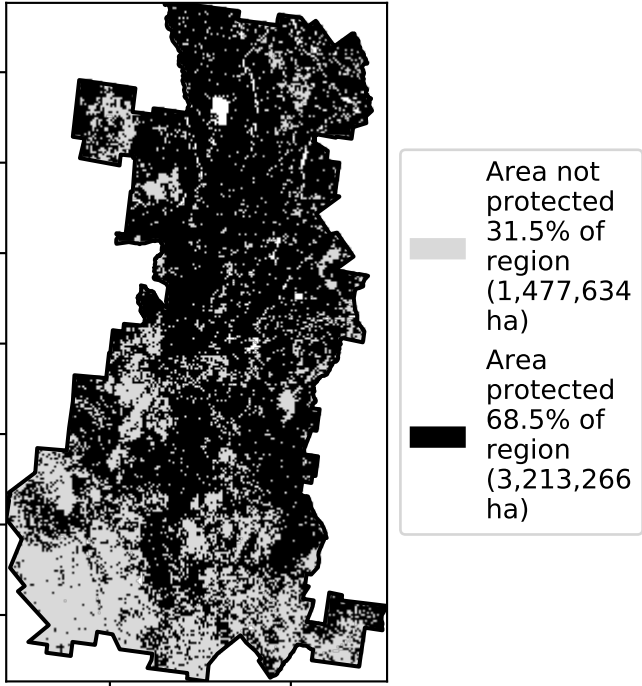 Area not
protected
31.5% of
region
(1,477,634
ha)
Area
protected
68.5% of
region
(3,213,266
ha)